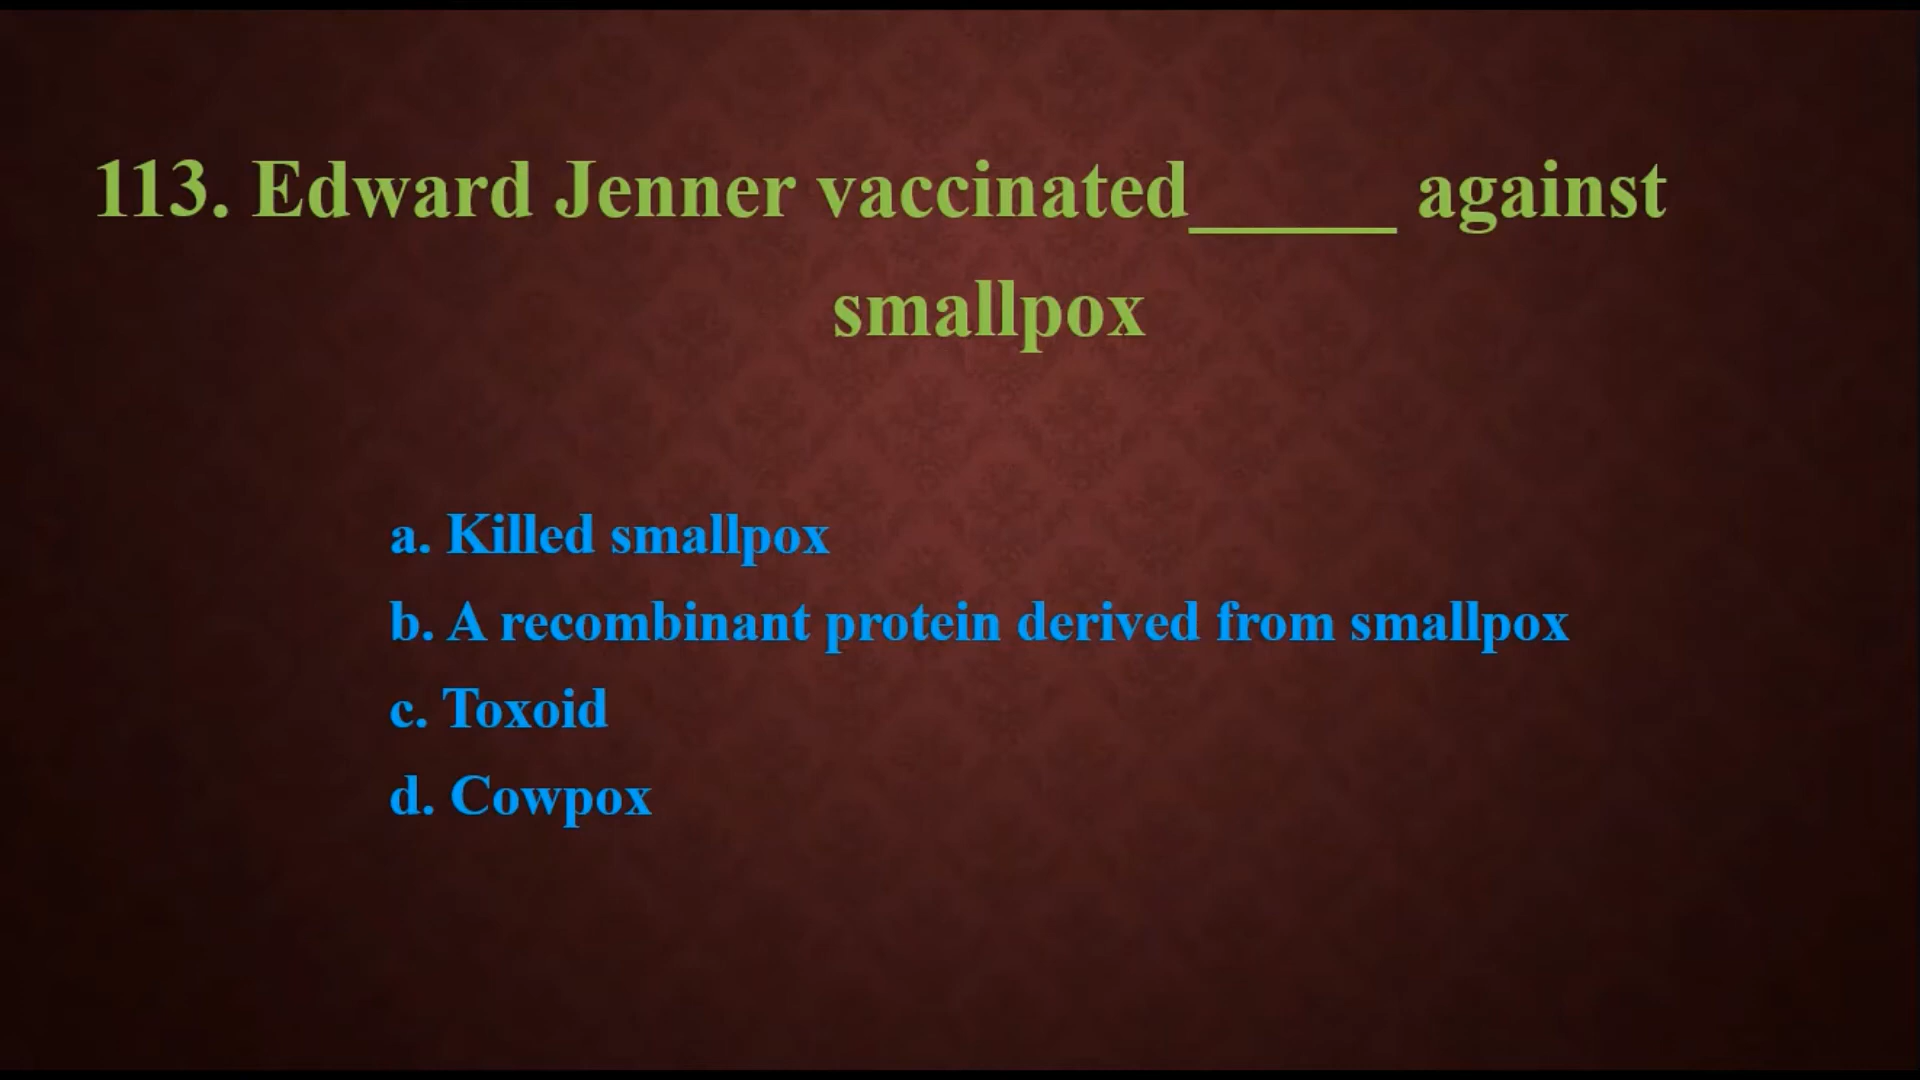 113. Edward Jenner vaccinated_____ against
smallpox
a. Killed smallpox
b. A recombinant protein derived from smallpox
c. Toxoid
d. Cowpox